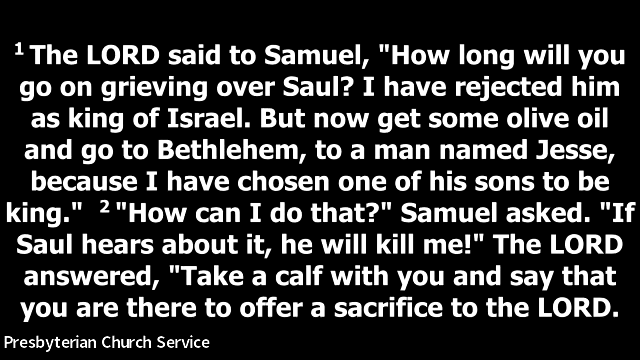 1 The LORD said to Samuel, "How long will you
go on grieving over Saul? I have rejected him
as king of Israel. But now get some olive oil
and go to Bethlehem, to a man named Jesse,
because I have chosen one of his sons to be
king." 2 "How can I do that?" Samuel asked. "If
Saul hears about it, he will kill me!" The LORD
answered, "Take a calf with you and say that
you are there to offer a sacrifice to the LORD.
Presbyterian Church Service